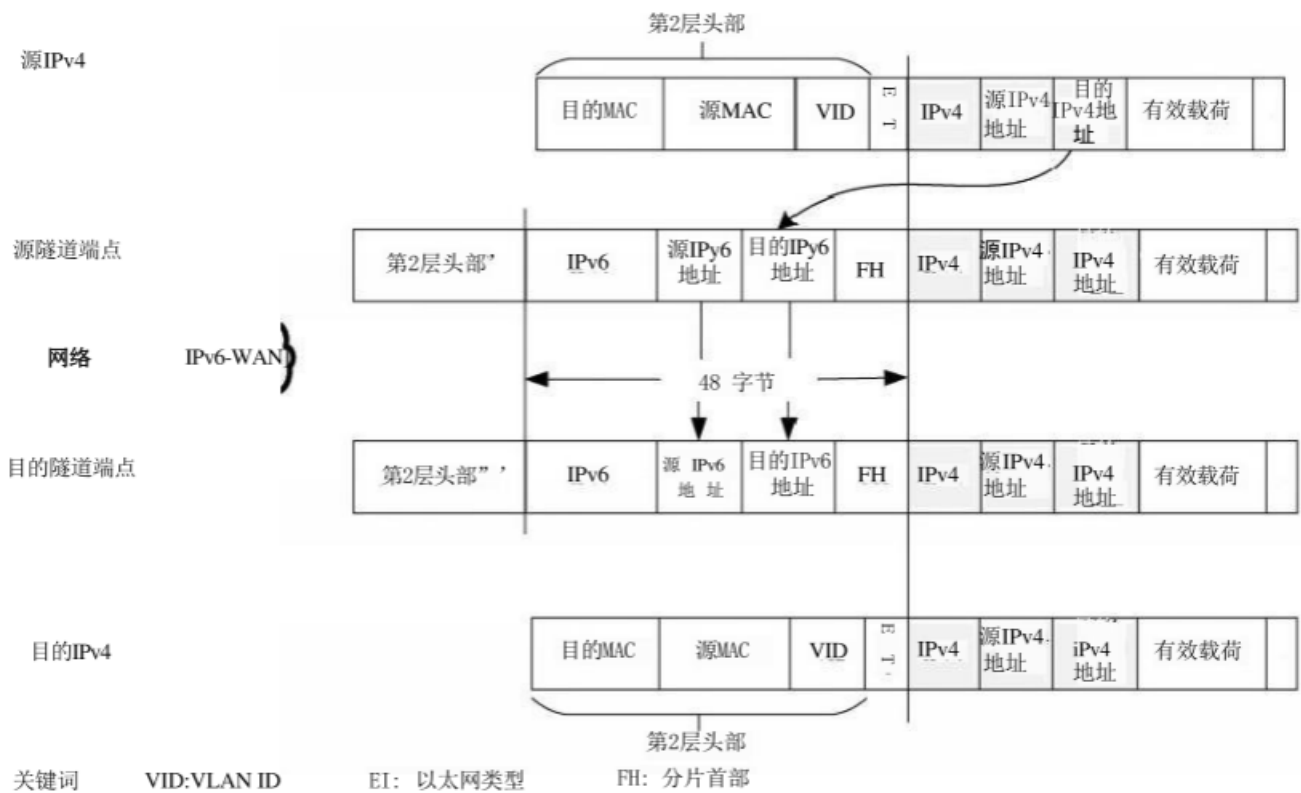 第2层头部
源IPv4
目的MAC 源MAC VID E T IPv4 源IPv4 地址 目的 IPv4地 址 有效载荷
源隧道端点
第2层头部’ IPv6 源IPy6 地址 目的IPy6 地址 FH IPv4 源IPv4 地址 IPv4 地址 有效载荷
网络 IPv6-WAN
48 字节
目的隧道端点
第2层头部”’ IPv6 源 IPv6 地 址 目的IPv6 地址 FH IPv4 源IPv4 地址 IPv4 地址 有效载荷
目的IPv4
目的MAC 源MAC VID E T IPv4 源IPv4 地址 iPv4 地址 有效载荷
第2层头部
关键词 VID:VLAN ID EI: 以太网类型 FH: 分片首部